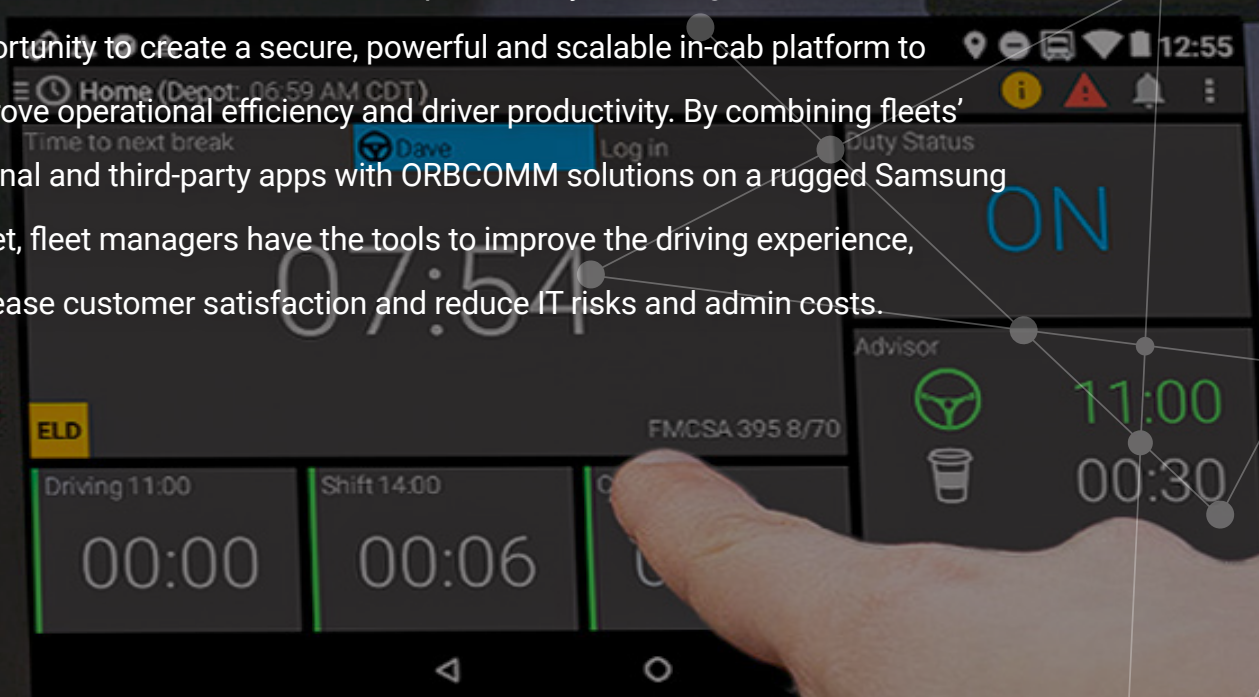 ortunity to create a secure, powerful and scalable in-cab platform to
12:55
Home (Depot: 06:59 AM CDT)
ove operational efficiency and driver productivity. By combining fleets’
Time to next break
Dave
Log in
Duty Status
nal and third-party apps with ORBCOMM solutions on a rugged Samsung
ON
et, fleet managers have the tools to improve the driving experience,
07:54
ease customer satisfaction and reduce IT risks and admin costs.
Advisor
11:00
ELD
FMCSA 395 8/70
00:30
Driving 11:00
Shift 14:00
00:00
00:06